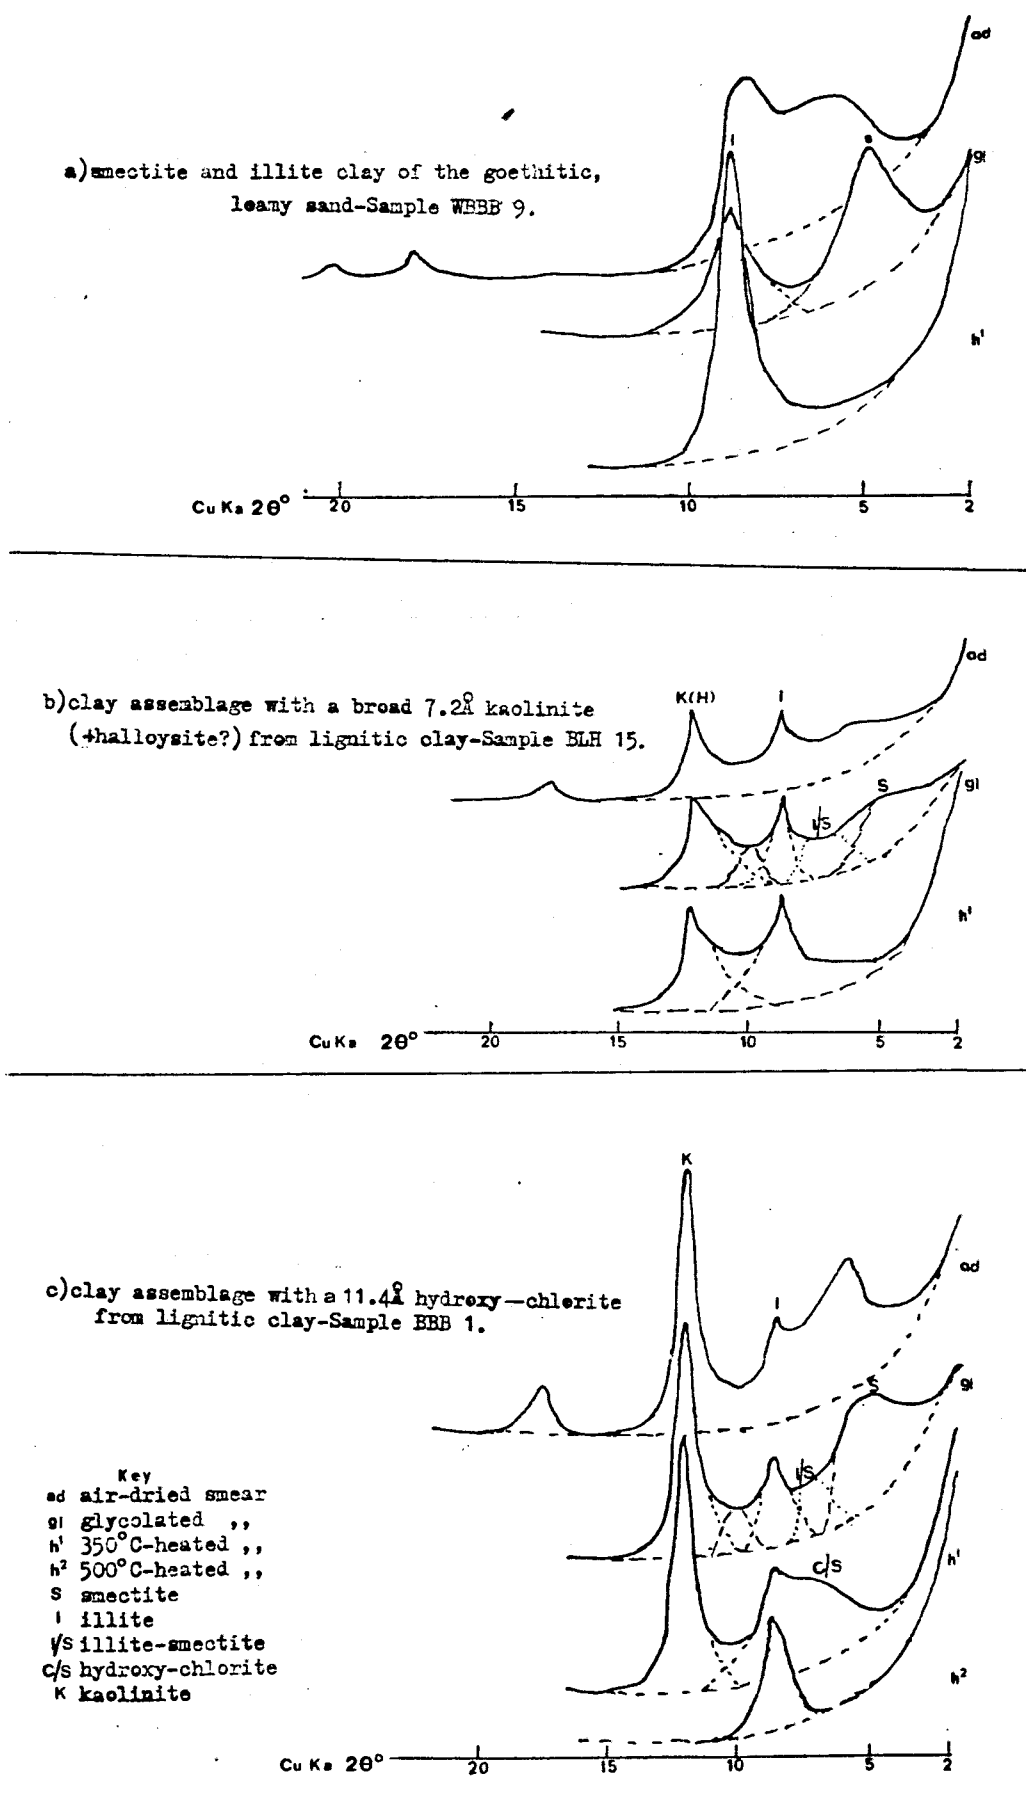 ad
a)smectite and illite clay of the goethitic,
loamy sand-Sample WBBB 9.
I
s
gl
h¹
Cu Ka 2θ° 20 15 10 5 2
ad
b)clay assemblage with a broad 7.2Å kaolinite
(+halloysite?) from lignitic clay-Sample BLH 15.
K(H)
I
S
gl
I/S
h¹
Cu Ka 2θ° 20 15 10 5 2
K
ad
c)clay assemblage with a 11.4Å hydroxy-chlorite
from lignitic clay-Sample BBB 1.
I
S
gl
I/S
C/S
h¹
h²
Key
ad air-dried smear
gl glycolated ,,
h¹ 350°C-heated ,,
h² 500°C-heated ,,
S smectite
I illite
I/S illite-smectite
C/S hydroxy-chlorite
K kaolinite
Cu Ka 2θ° 20 15 10 5 2